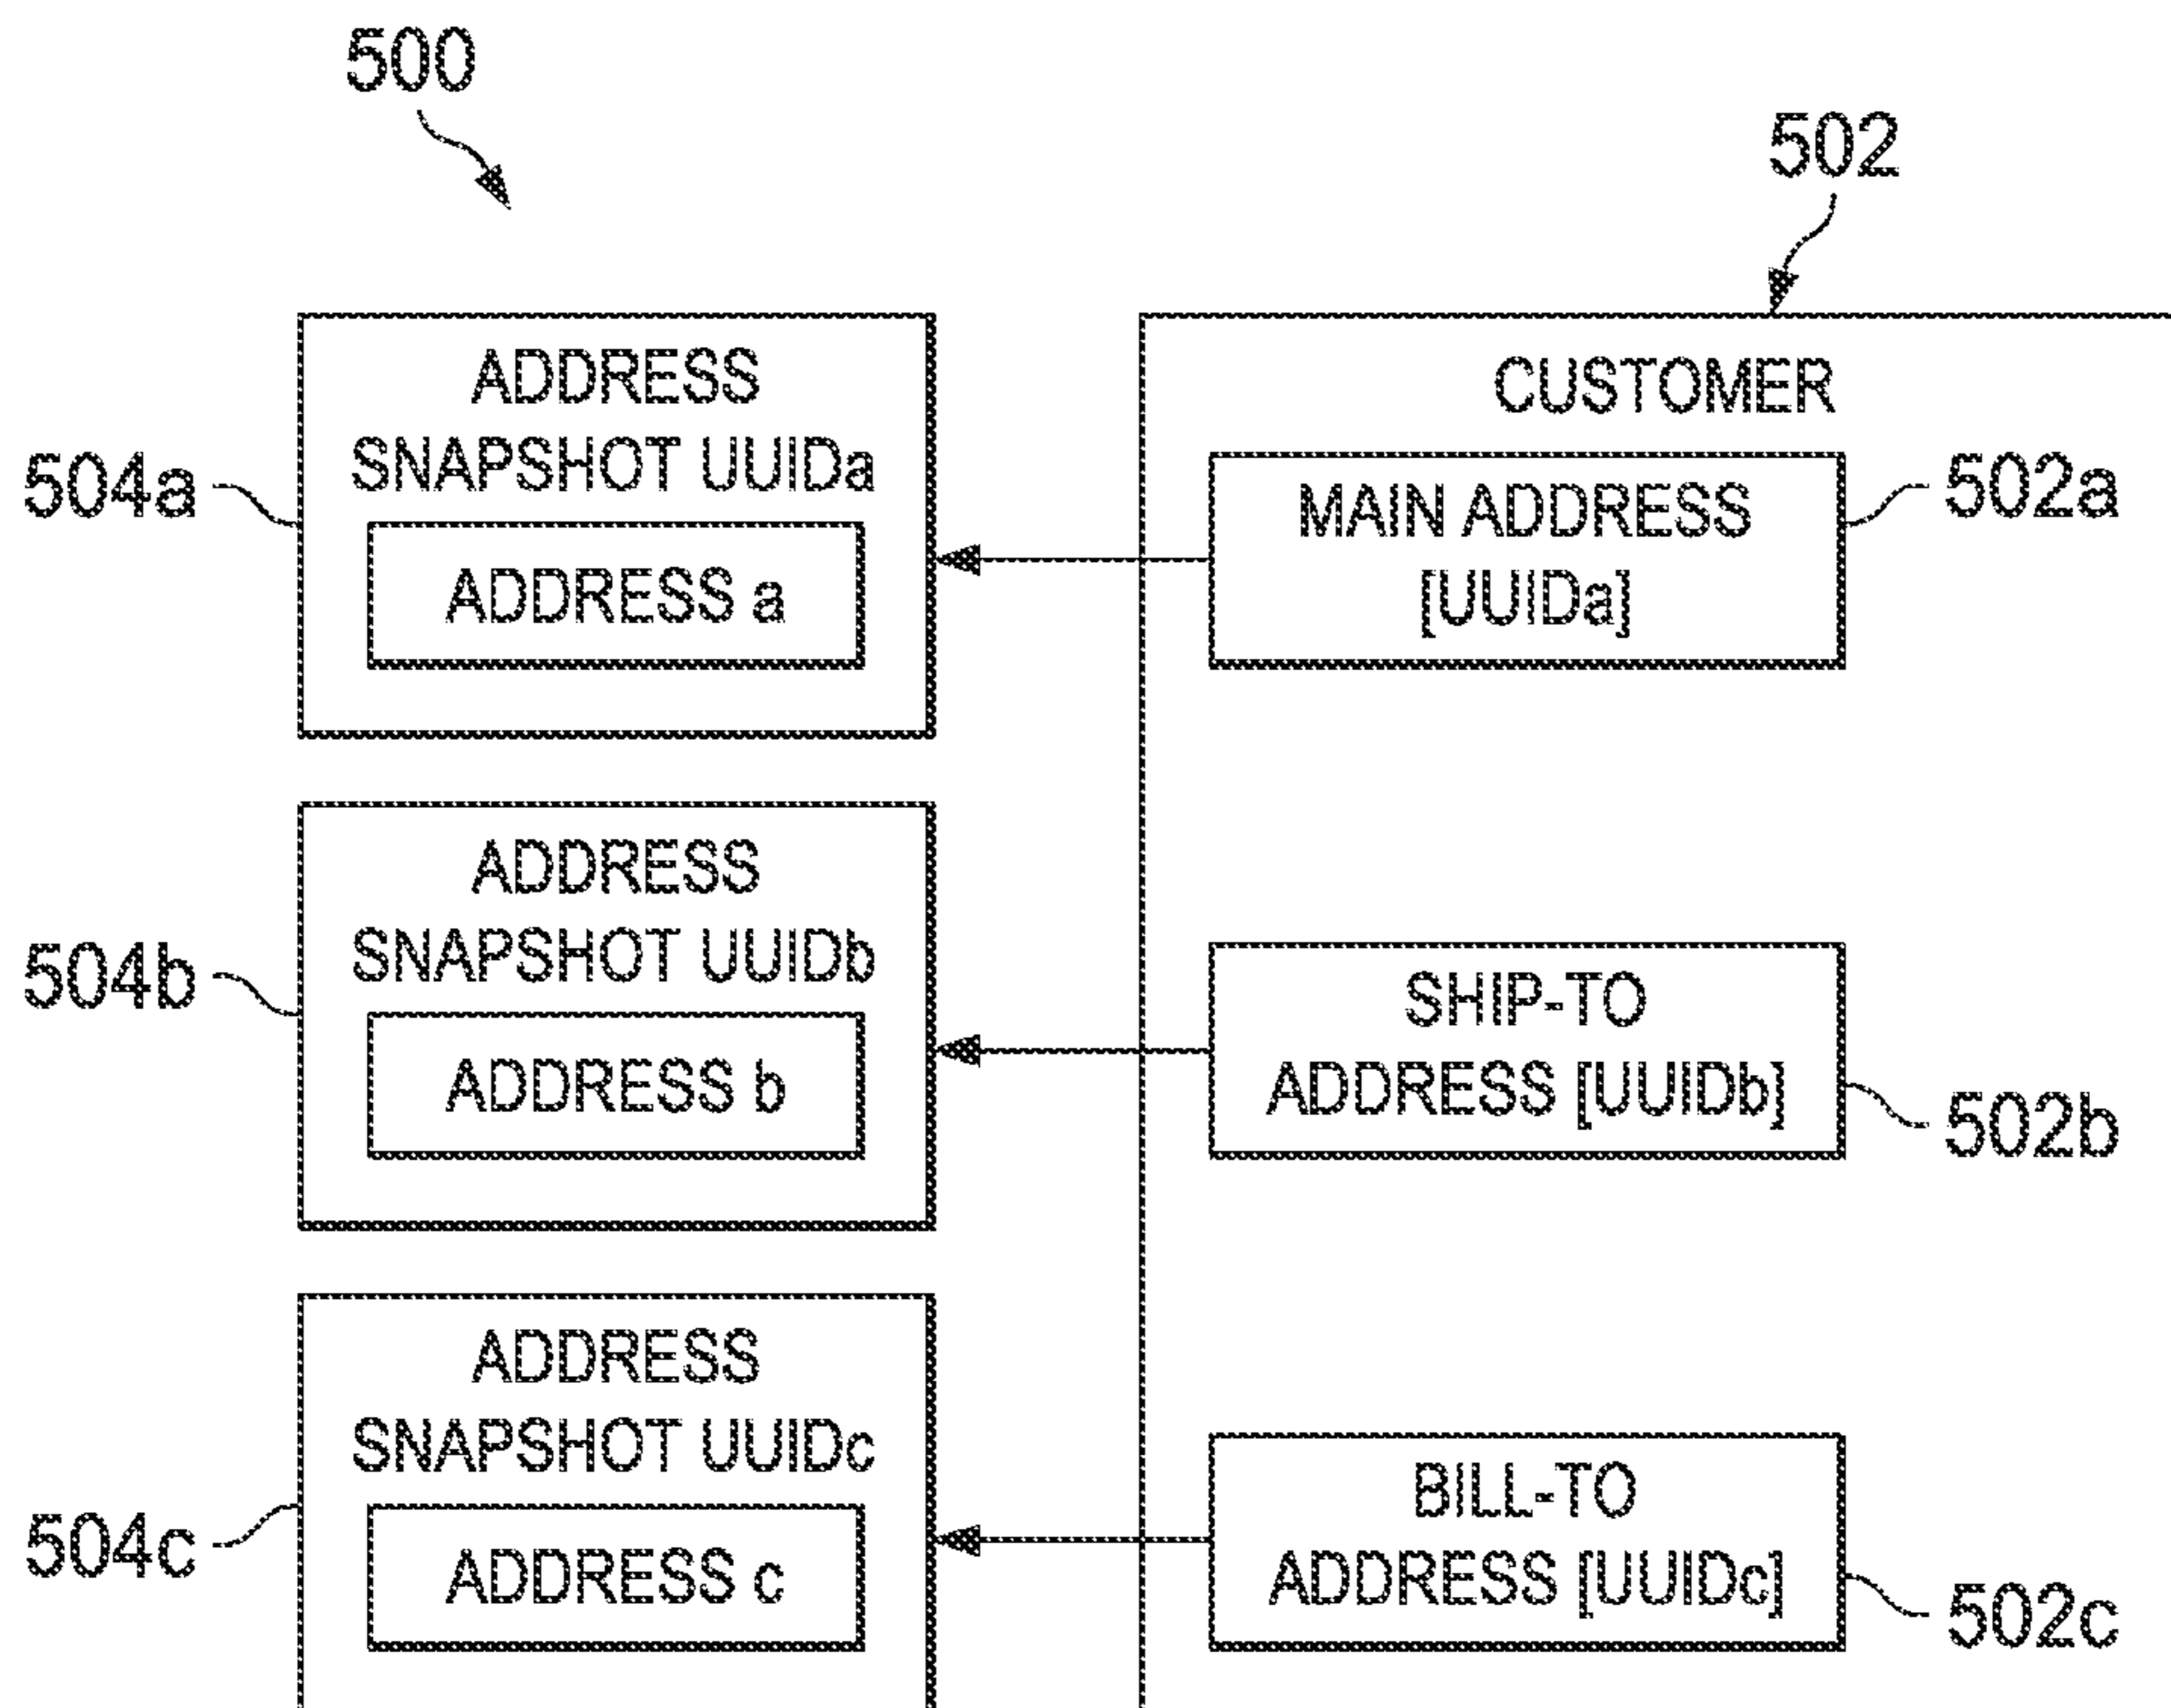 500
502
ADDRESS
SNAPSHOT UUIDa
504a
ADDRESS a
CUSTOMER
MAIN ADDRESS
[UUIDa]
502a
ADDRESS
SNAPSHOT UUIDb
504b
ADDRESS b
SHIP-TO
ADDRESS [UUIDb]
502b
ADDRESS
SNAPSHOT UUIDc
504c
ADDRESS c
BILL-TO
ADDRESS [UUIDc]
502c